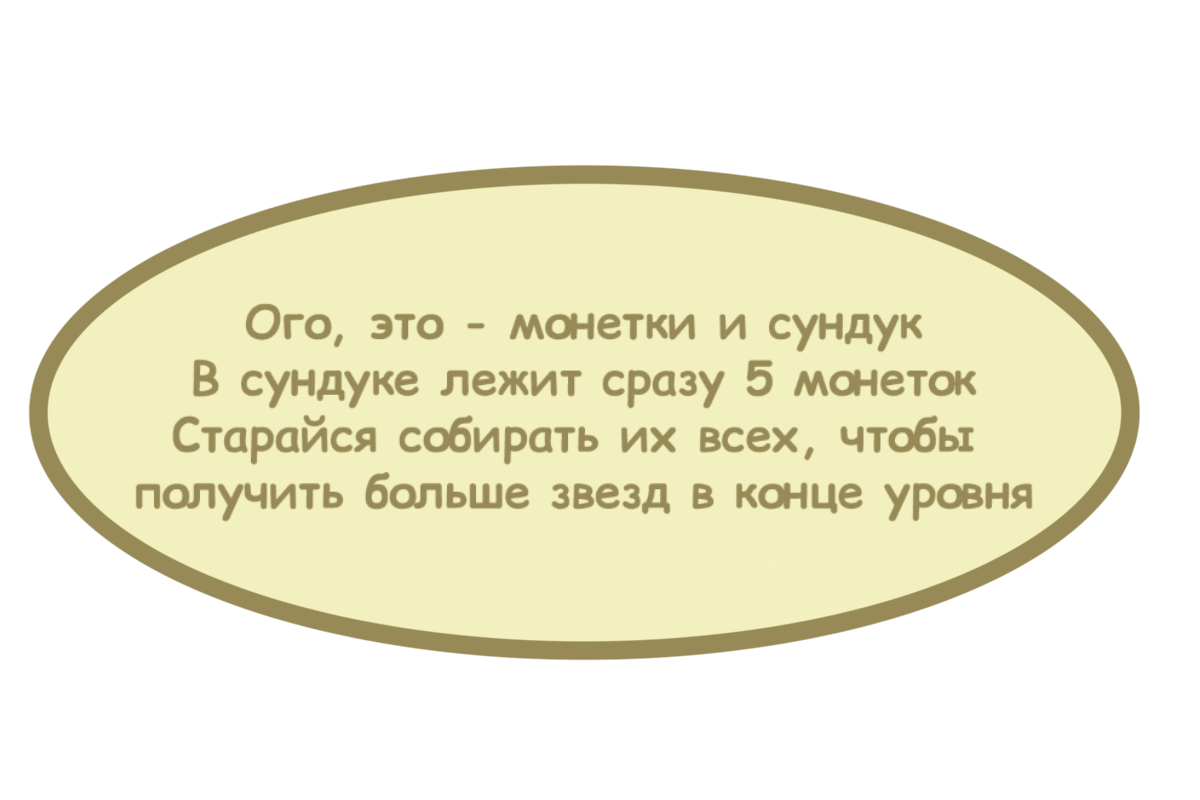 Ого, это - монетки и сундук
В сундуке лежит сразу 5 монеток
Старайся собирать их всех, чтобы
получить больше звезд в конце уровня